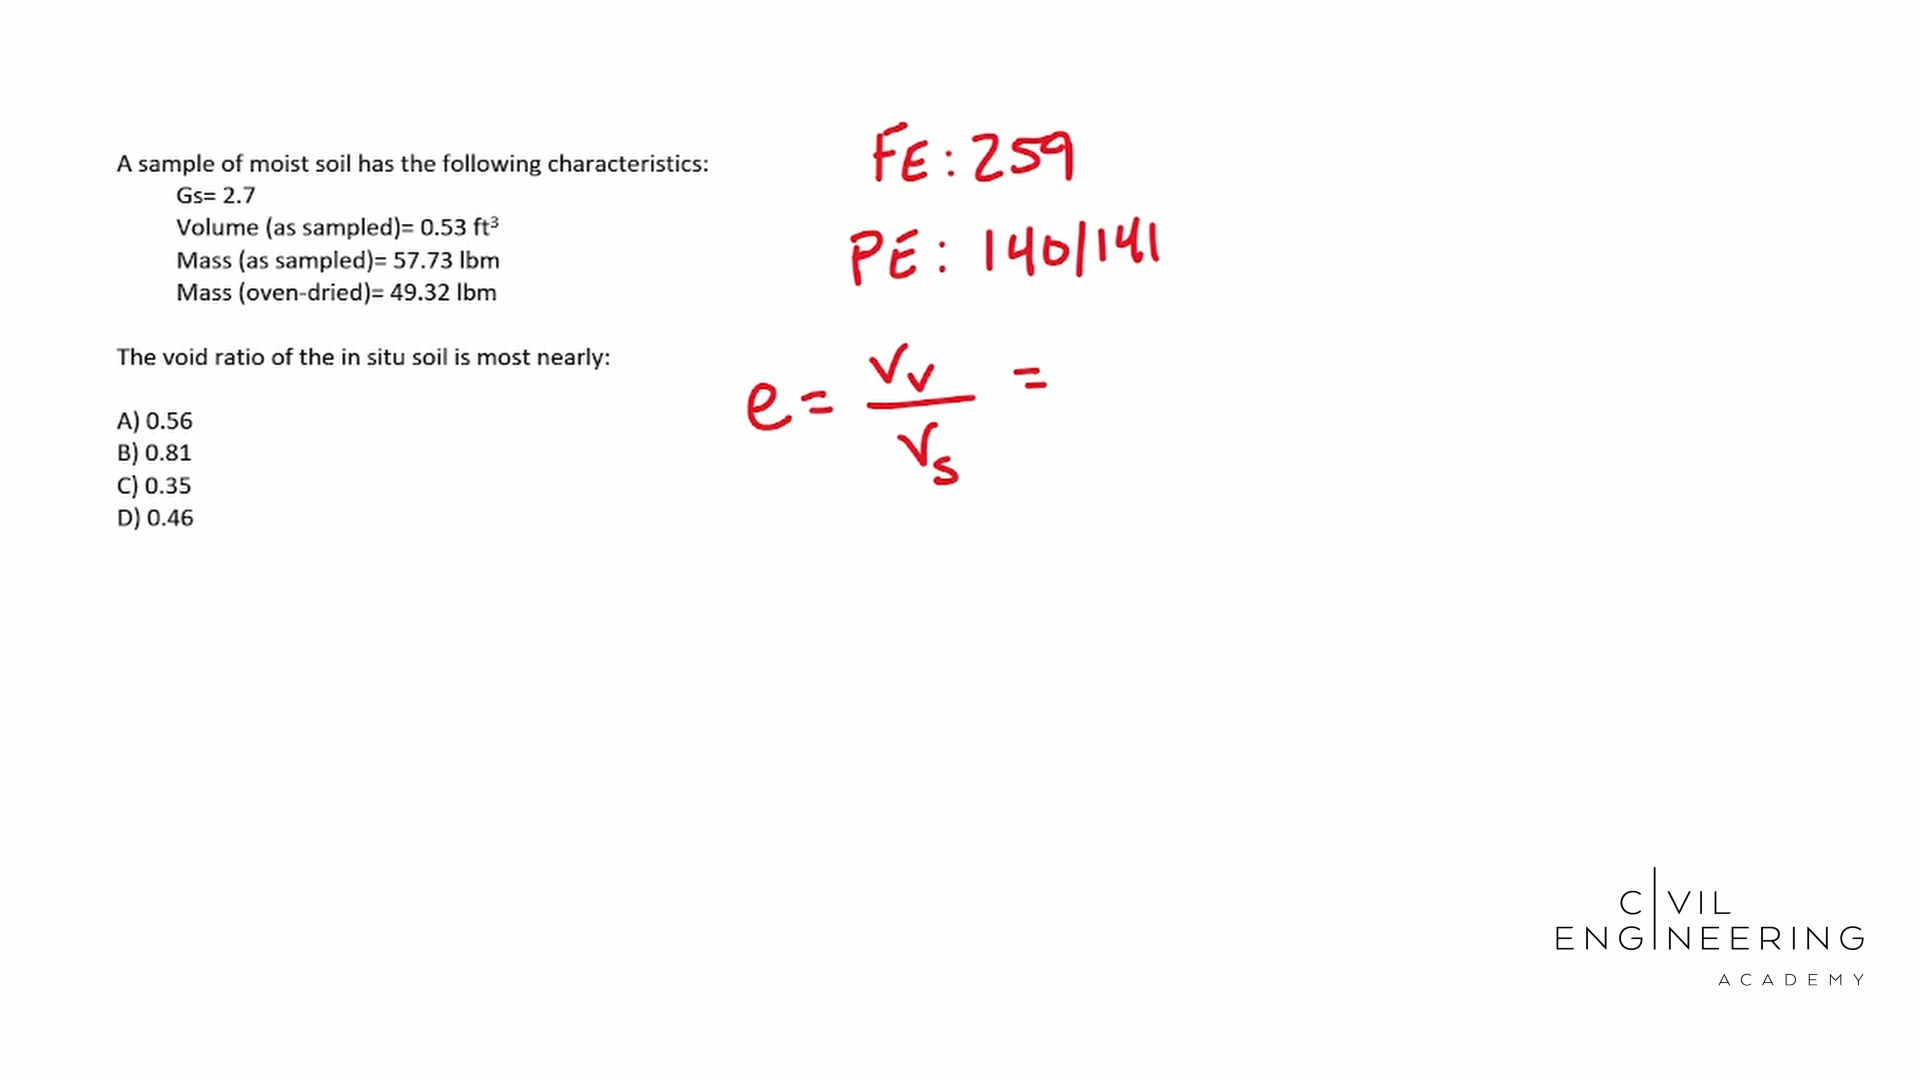 A sample of moist soil has the following characteristics:
Gs= 2.7
Volume (as sampled)= 0.53 ft³
Mass (as sampled)= 57.73 lbm
Mass (oven-dried)= 49.32 lbm
The void ratio of the in situ soil is most nearly:
A) 0.56
B) 0.81
C) 0.35
D) 0.46
FE: 259
PE: 140/141
e = Vv / Vs =
CIVIL
ENGINEERING
ACADEMY